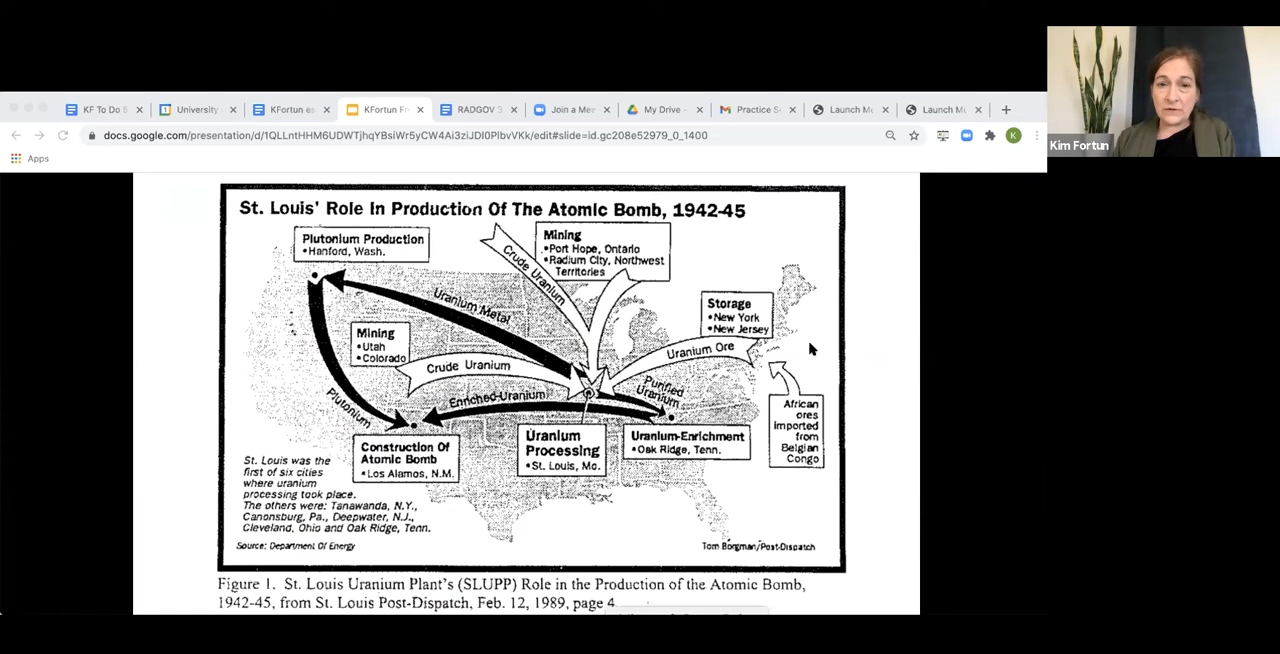 KF To Do 5
University
KFortun es
KFortun Fr
RADGOV 3
Join a Mee
My Drive -
Practice S
Launch Me
Launch Me
docs.google.com/presentation/d/1QLLntHHM6UDWTjhqYBsiWr5yCW4Ai3ziJDI0PlbvVKk/edit#slide=id.gc208e52979_0_1400
K
Apps
Kim Fortun
St. Louis' Role In Production Of The Atomic Bomb, 1942-45
Plutonium Production
•Hanford, Wash.
Crude Uranium
Mining
•Port Hope, Ontario
•Radium City, Northwest
Territories
Uranium Metal
Storage
•New York
•New Jersey
Mining
•Utah
•Colorado
Crude Uranium
Uranium Ore
Purified
Uranium
Enriched-Uranium
Plutonium
African
ores
imported
from
Belgian
Congo
Construction Of
Atomic Bomb
•Los Alamos, N.M.
Uranium
Processing
•St. Louis, Mo.
Uranium-Enrichment
•Oak Ridge, Tenn.
St. Louis was the
first of six cities
where uranium
processing took place.
The others were: Tanawanda, N.Y.,
Canonsburg, Pa., Deepwater, N.J.,
Cleveland, Ohio and Oak Ridge, Tenn.
Source: Department Of Energy
Tom Borgman/Post-Dispatch
Figure 1. St. Louis Uranium Plant's (SLUPP) Role in the Production of the Atomic Bomb,
1942-45, from St. Louis Post-Dispatch, Feb. 12, 1989, page 4